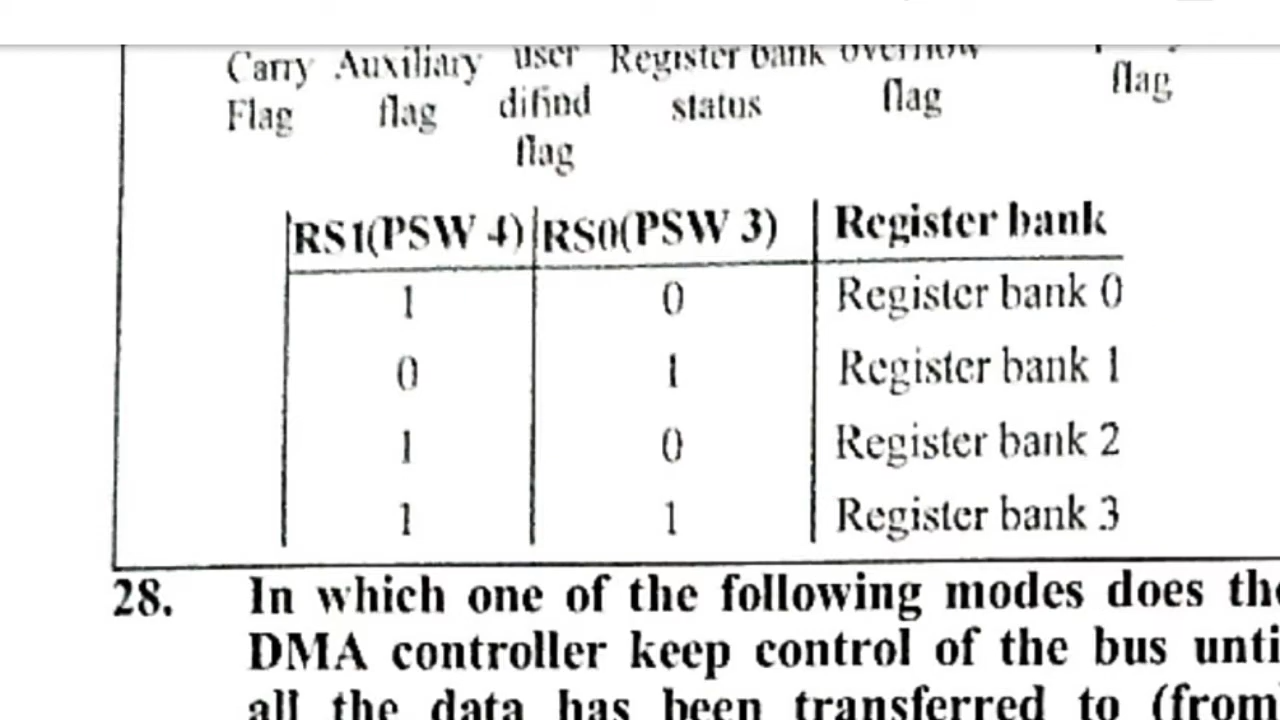 Carry Auxiliary user Register bank overflow
Flag flag difind status flag flag
flag
RS1(PSW 4) RS0(PSW 3) Register bank
1 0 Register bank 0
0 1 Register bank 1
1 0 Register bank 2
1 1 Register bank 3
28. In which one of the following modes does the
DMA controller keep control of the bus unti
all the data has been transferred to (from)